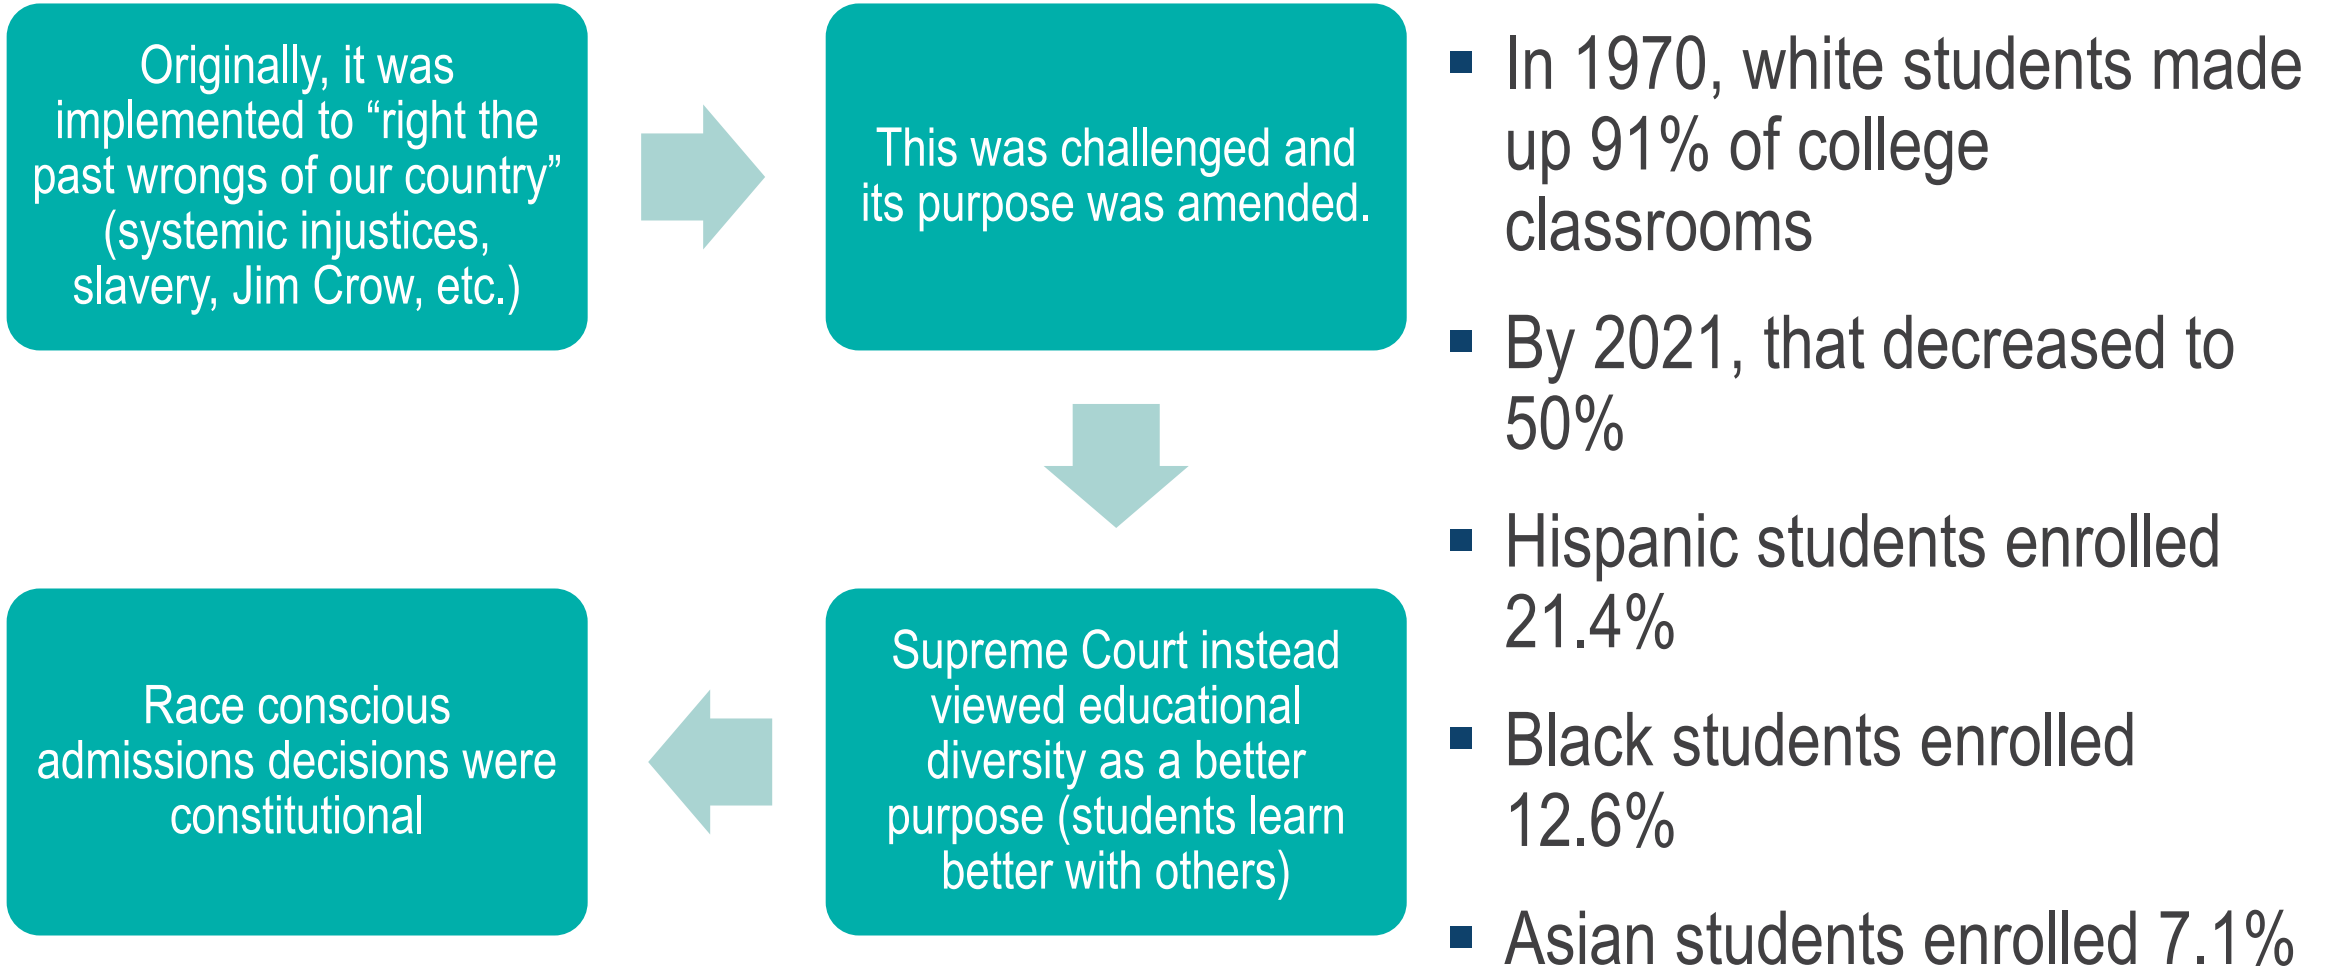 Originally, it was
implemented to “right the
past wrongs of our country”
(systemic injustices,
slavery, Jim Crow, etc.)
This was challenged and
its purpose was amended.
Supreme Court instead
viewed educational
diversity as a better
purpose (students learn
better with others)
Race conscious
admissions decisions were
constitutional
▪ In 1970, white students made
up 91% of college
classrooms
▪ By 2021, that decreased to
50%
▪ Hispanic students enrolled
21.4%
▪ Black students enrolled
12.6%
▪ Asian students enrolled 7.1%